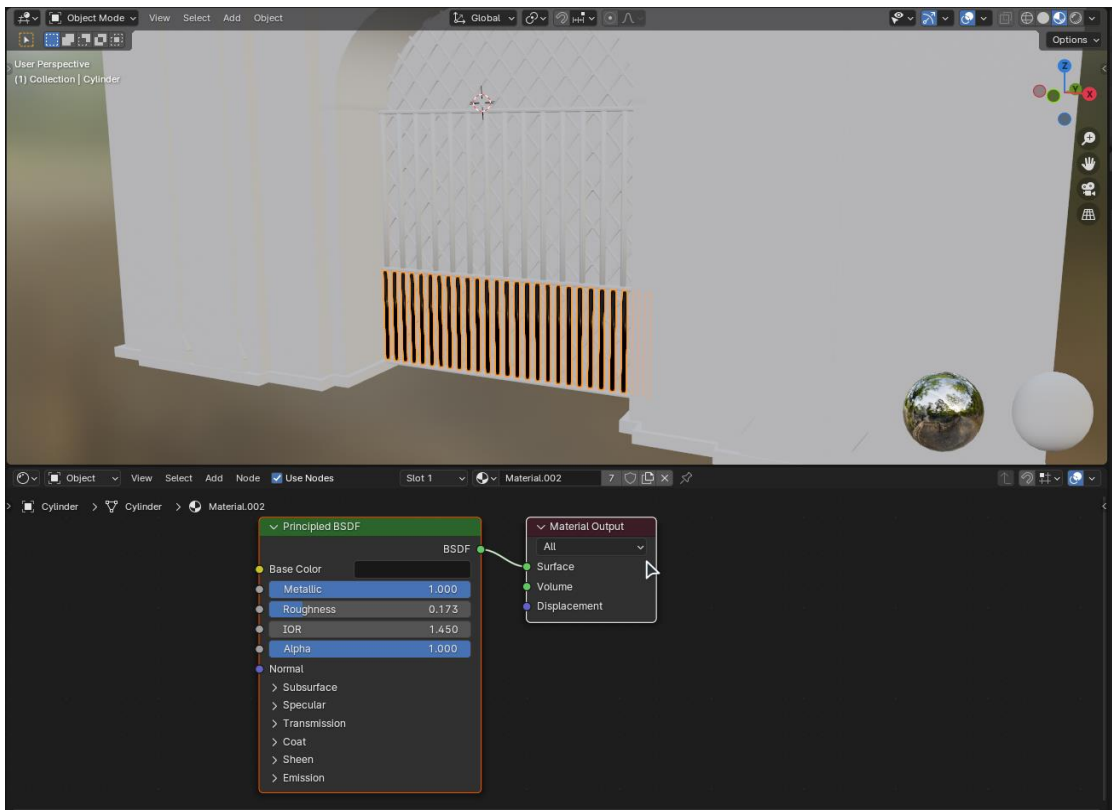 Object Mode View Select Add Object Global
Options
User Perspective
(1) Collection | Cylinder
Z
Y
X
Object View Select Add Node Use Nodes Slot 1 Material.002 7
Cylinder > Cylinder > Material.002
Principled BSDF
BSDF
Base Color
Metallic 1.000
Roughness 0.173
IOR 1.450
Alpha 1.000
Normal
> Subsurface
> Specular
> Transmission
> Coat
> Sheen
> Emission
Material Output
All
Surface
Volume
Displacement